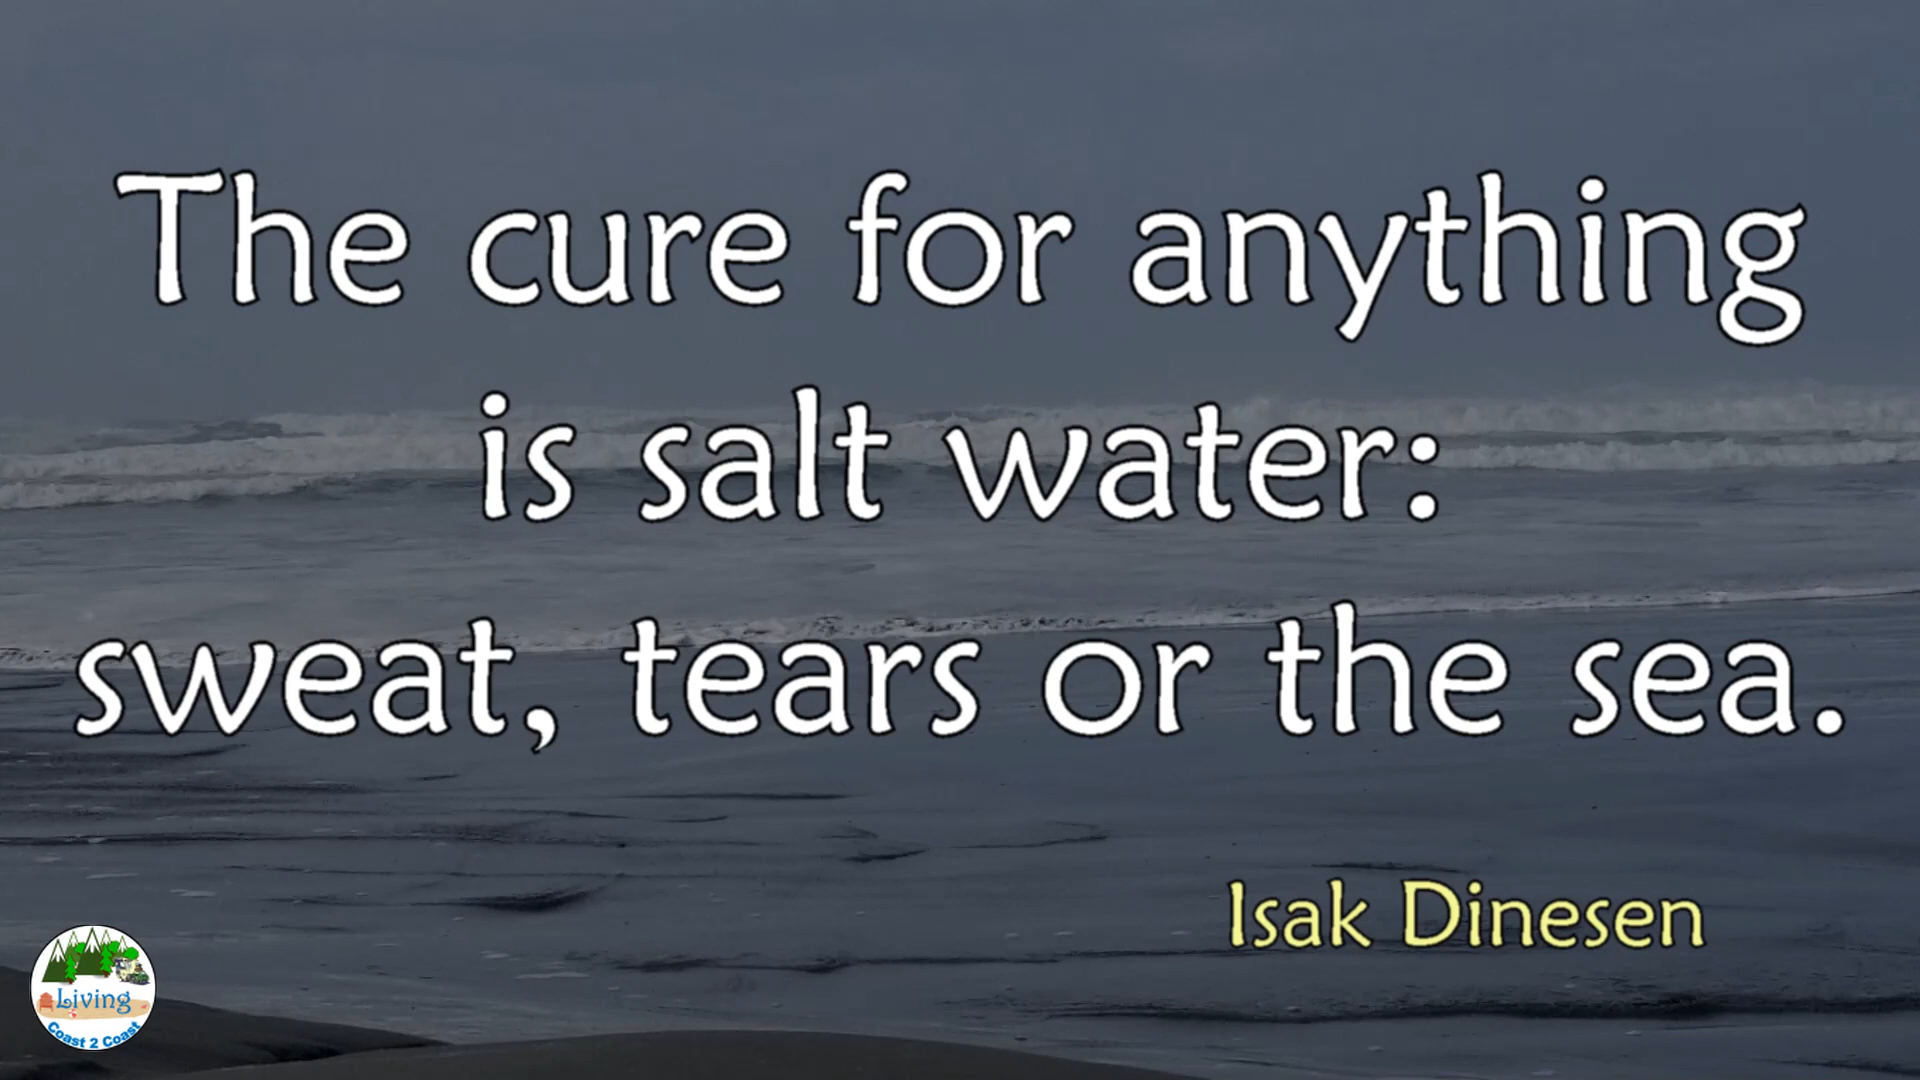 The cure for anything
is salt water:
sweat, tears or the sea.
Isak Dinesen
Living
Coast 2 Coast